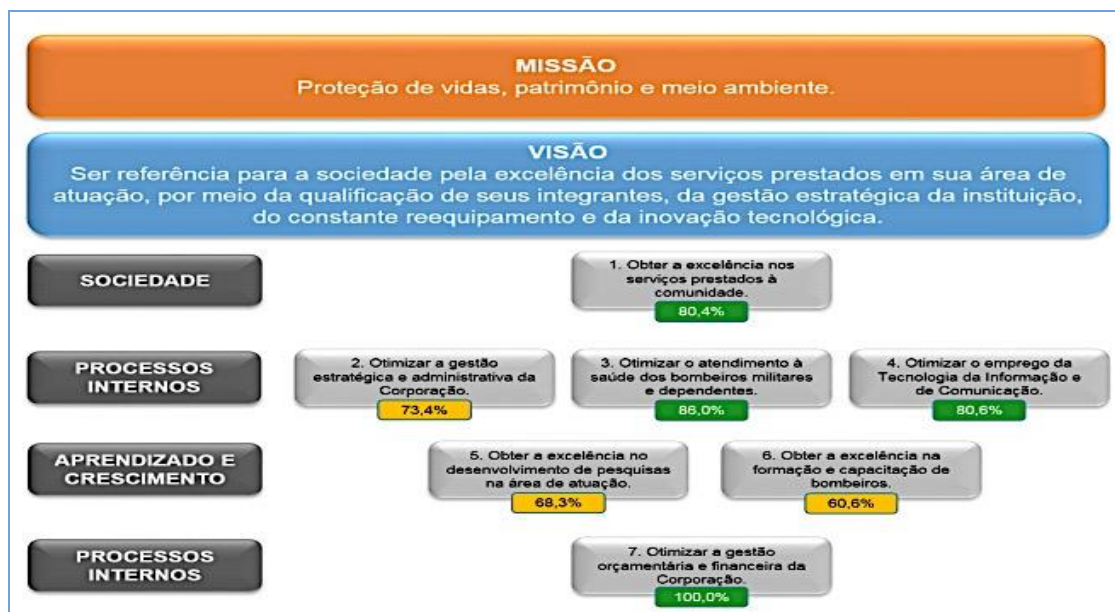 MISSÃO
Proteção de vidas, patrimônio e meio ambiente.
VISÃO
Ser referência para a sociedade pela excelência dos serviços prestados em sua área de
atuação, por meio da qualificação de seus integrantes, da gestão estratégica da instituição,
do constante reequipamento e da inovação tecnológica.
SOCIEDADE
1. Obter a excelência nos
serviços prestados à
comunidade.
80,4%
PROCESSOS
INTERNOS
2. Otimizar a gestão
estratégica e administrativa da
Corporação.
73,4%
3. Otimizar o atendimento à
saúde dos bombeiros militares
e dependentes.
86,0%
4. Otimizar o emprego da
Tecnologia da Informação e
de Comunicação.
80,6%
APRENDIZADO E
CRESCIMENTO
5. Obter a excelência no
desenvolvimento de pesquisas
na área de atuação.
68,3%
6. Obter a excelência na
formação e capacitação de
bombeiros.
60,6%
PROCESSOS
INTERNOS
7. Otimizar a gestão
orçamentária e financeira da
Corporação.
100,0%